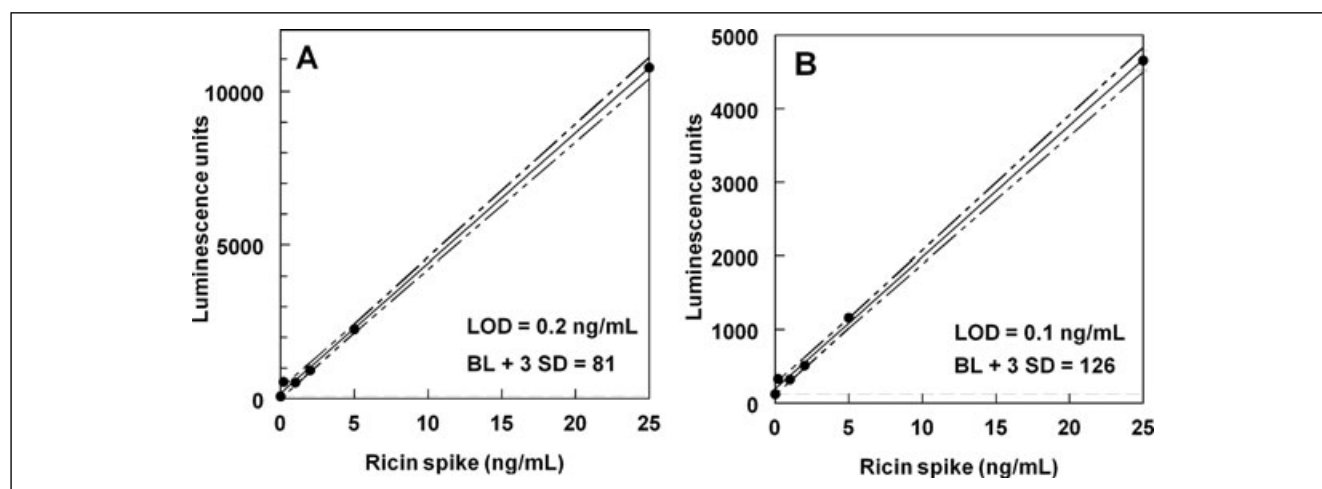 A
Luminescence units
10000
5000
0
LOD = 0.2 ng/mL
BL + 3 SD = 81
0 5 10 15 20 25
Ricin spike (ng/mL)
B
Luminescence units
5000
4000
3000
2000
1000
0
LOD = 0.1 ng/mL
BL + 3 SD = 126
0 5 10 15 20 25
Ricin spike (ng/mL)